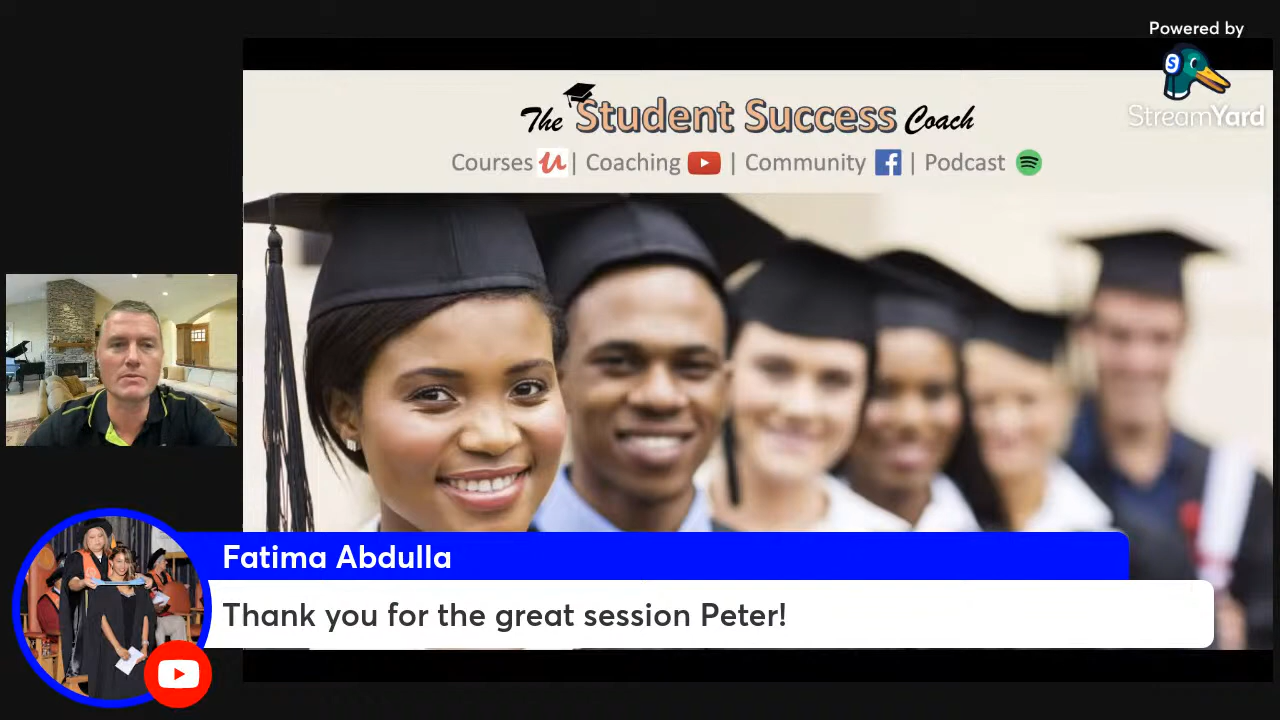 Powered by
StreamYard
The Student Success Coach
Courses | Coaching | Community | Podcast
Fatima Abdulla
Thank you for the great session Peter!